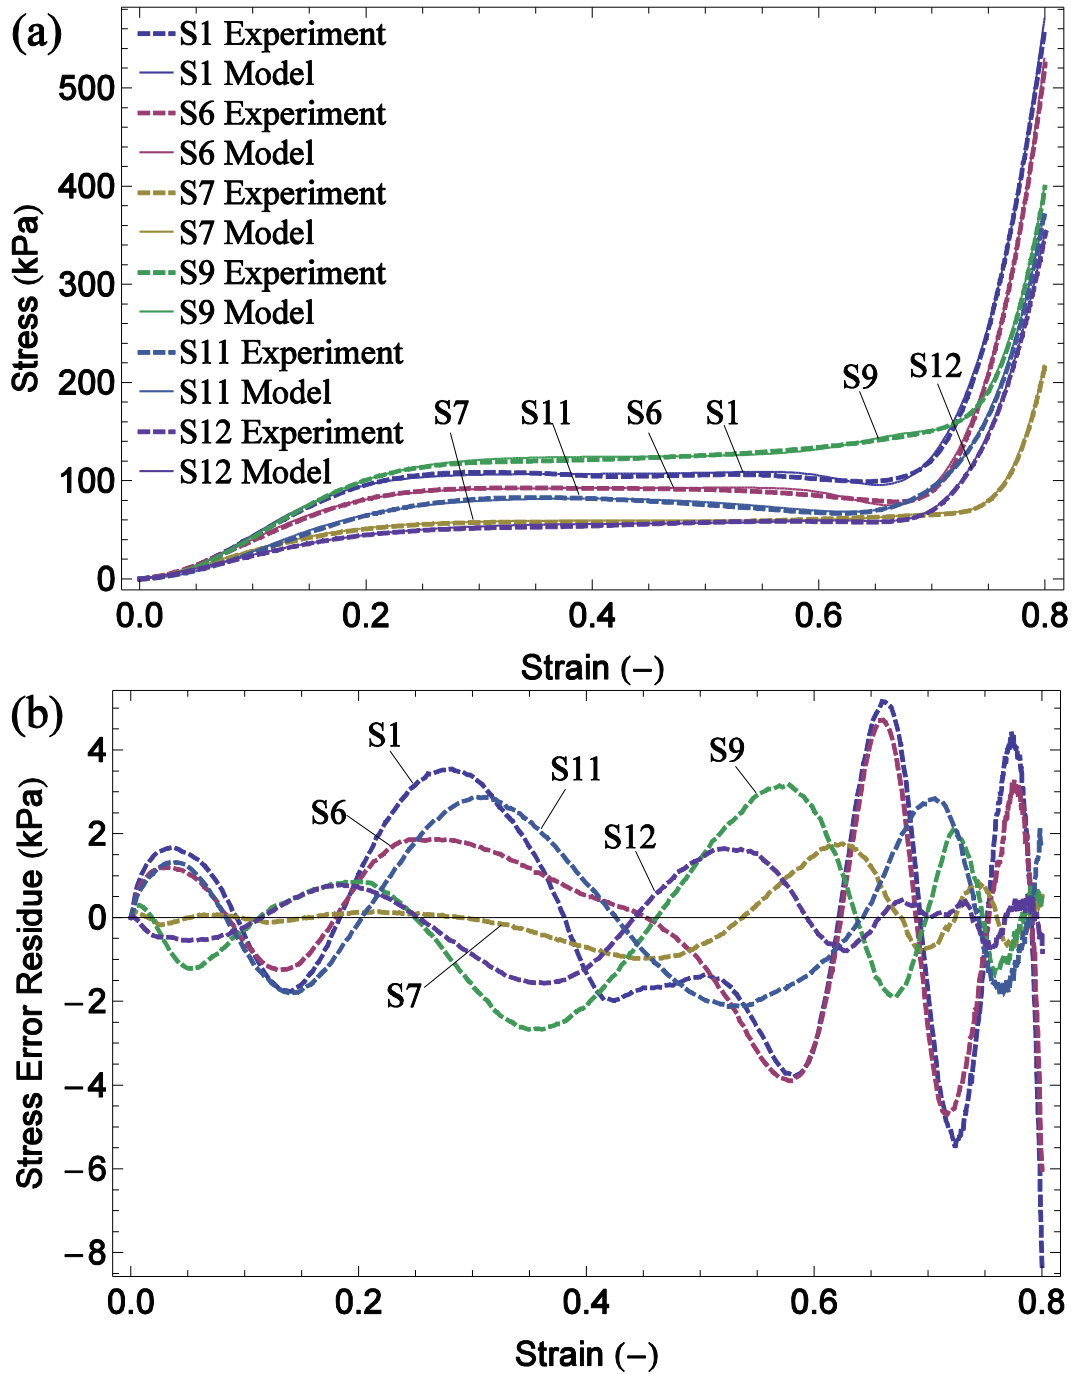 (a)
S1 Experiment
S1 Model
S6 Experiment
S6 Model
S7 Experiment
S7 Model
S9 Experiment
S9 Model
S11 Experiment
S11 Model
S12 Experiment
S12 Model
S7 S11 S6 S1 S9 S12
Stress (kPa)
500
400
300
200
100
0
0.0 0.2 0.4 0.6 0.8
Strain (–)
(b)
S1
S11
S9
S6
S12
S7
Stress Error Residue (kPa)
4
2
0
–2
–4
–6
–8
0.0 0.2 0.4 0.6 0.8
Strain (–)